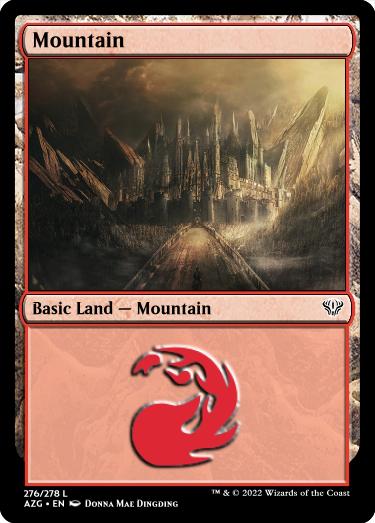 Mountain
Basic Land — Mountain
276/278 L
™ & © 2022 Wizards of the Coast
AZG • EN Donna Mae Dingding